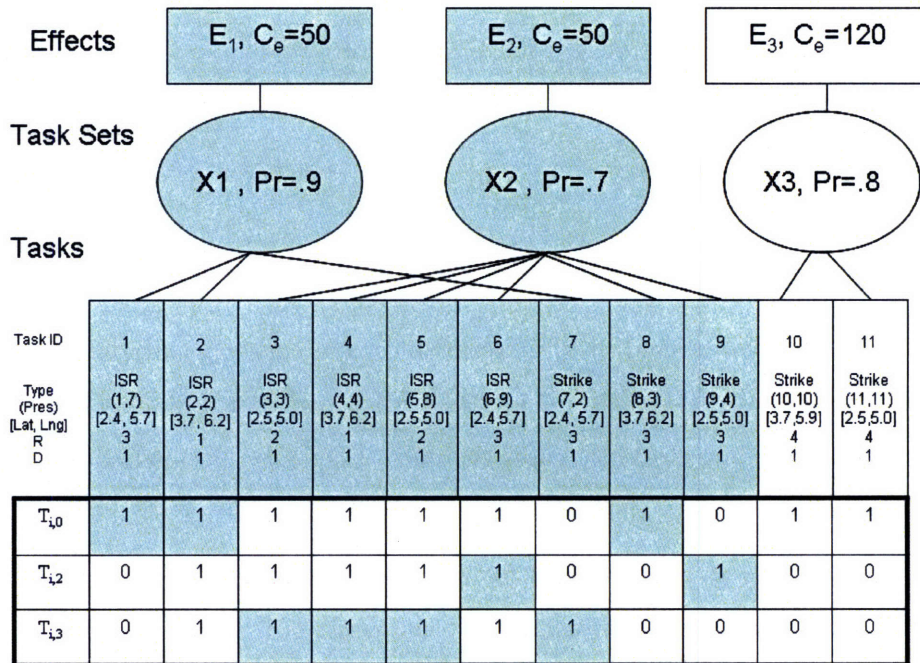 Effects
E1, Ce=50 E2, Ce=50 E3, Ce=120
Task Sets
X1 , Pr=.9 X2 , Pr=.7 X3, Pr=.8
Tasks
Task ID 1 2 3 4 5 6 7 8 9 10 11
Type ISR ISR ISR ISR ISR ISR Strike Strike Strike Strike Strike
(Pres) (1,7) (2,2) (3,3) (4,4) (5,8) (6,9) (7,2) (8,3) (9,4) (10,10) (11,11)
[Lat, Lng] [2.4, 5.7] [3.7, 6.2] [2.5,5.0] [3.7,6.2] [2.5,5.0] [2.4,5.7] [2.4, 5.7] [3.7,6.2] [2.5,5.0] [3.7,5.9] [2.5,5.0]
R 3 1 2 1 2 3 3 3 3 4 4
D 1 1 1 1 1 1 1 1 1 1 1
Ti,0 1 1 1 1 1 1 0 1 0 1 1
Ti,2 0 1 1 1 1 1 0 0 1 0 0
Ti,3 0 1 1 1 1 1 1 0 0 0 0